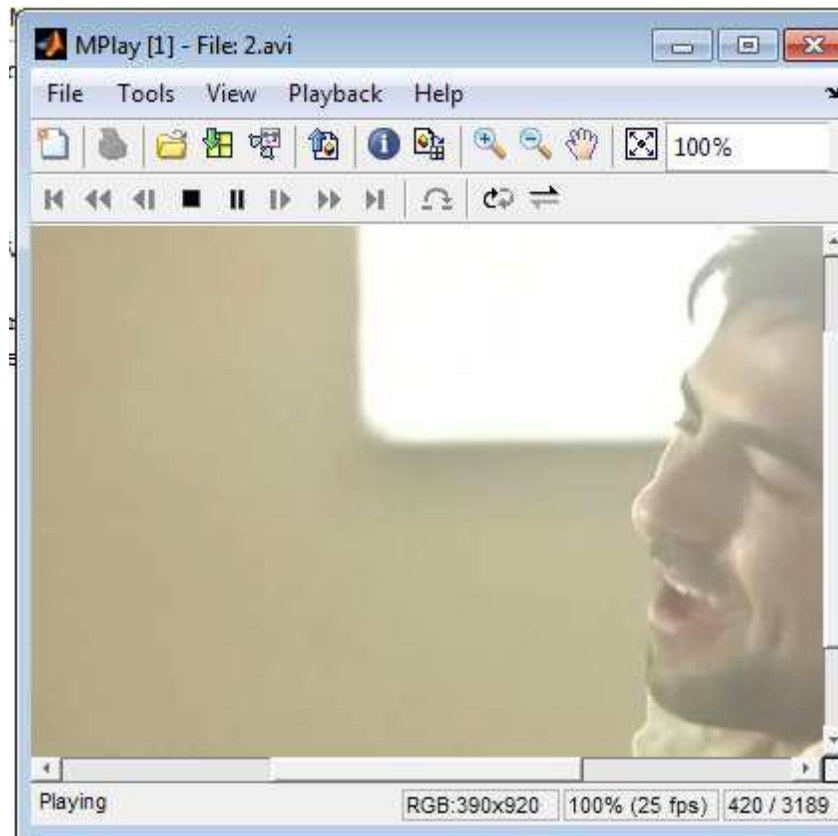 MPlay [1] - File: 2.avi
File Tools View Playback Help
100%
Playing RGB:390x920 100% (25 fps) 420 / 3189